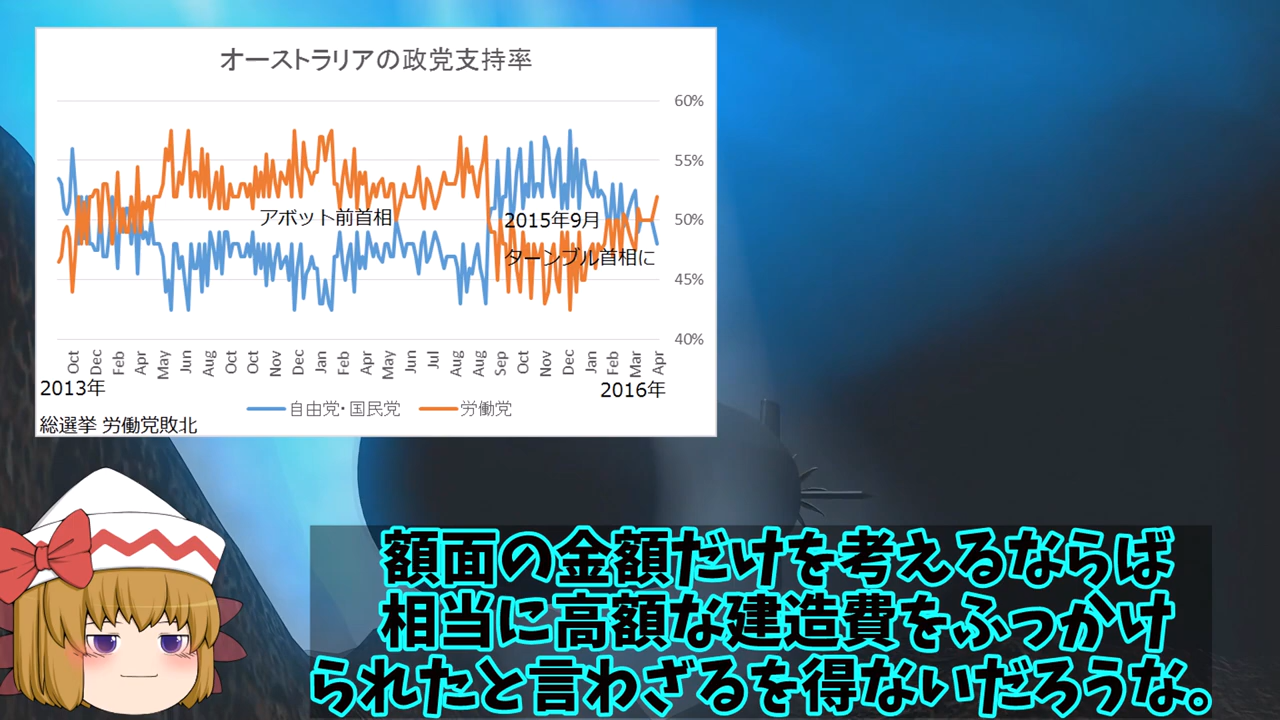 オーストラリアの政党支持率
60%
55%
50%
45%
40%
アボット前首相
2015年9月
ターンブル首相に
Oct Dec Feb Apr May Jun Aug Oct Oct Nov Dec Jan Feb Apr May Jun Jul Aug Aug Sep Oct Nov Dec Jan Feb Mar Apr
2013年
2016年
自由党・国民党 労働党
総選挙 労働党敗北
額面の金額だけを考えるならば
相当に高額な建造費をふっかけ
られたと言わざるを得ないだろうな。